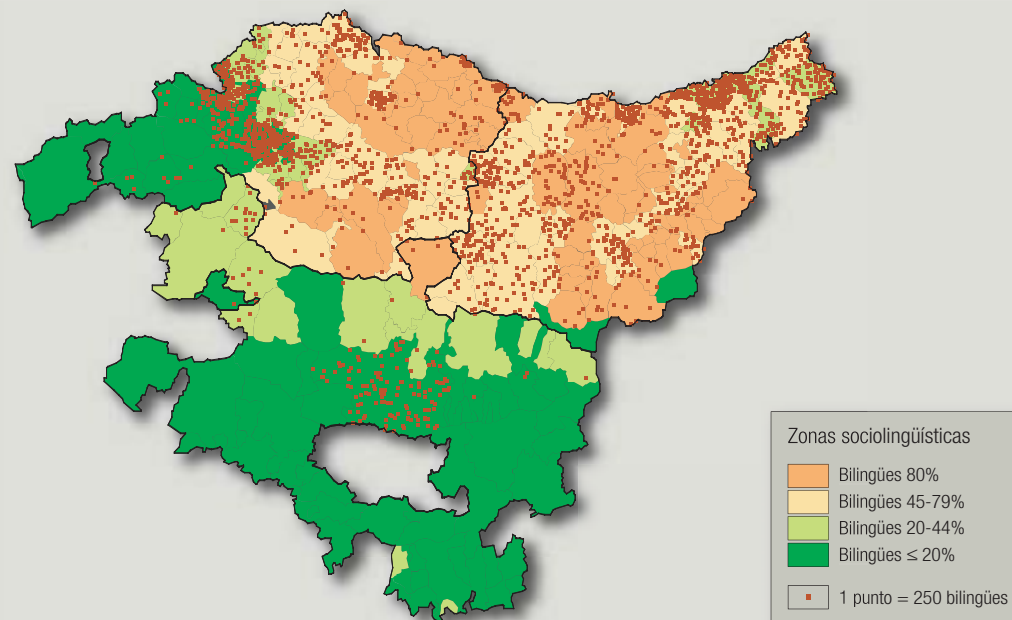 Zonas sociolingüísticas
Bilingües 80%
Bilingües 45-79%
Bilingües 20-44%
Bilingües ≤ 20%
1 punto = 250 bilingües